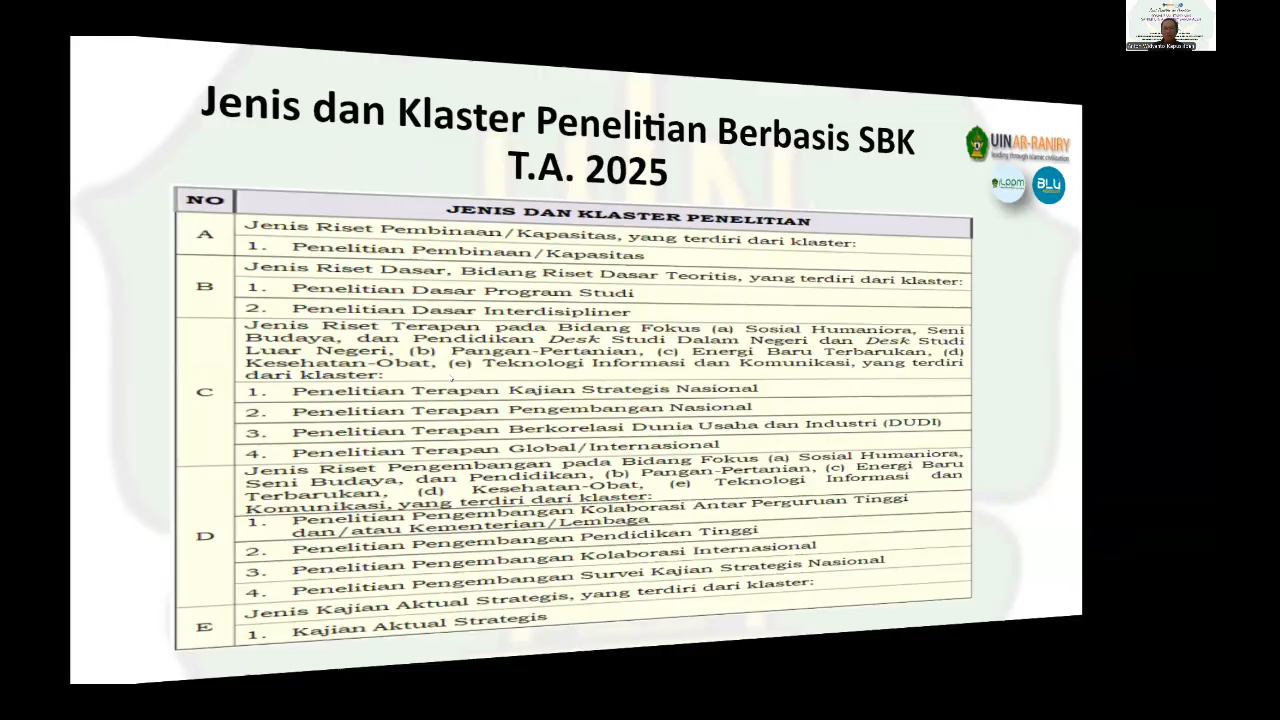 Jenis dan Klaster Penelitian Berbasis SBK
T.A. 2025
UIN AR-RANIRY
leading through islamic civilization
LPPM
BLU
NO
JENIS DAN KLASTER PENELITIAN
A
Jenis Riset Pembinaan/Kapasitas, yang terdiri dari klaster:
1. Penelitian Pembinaan/Kapasitas
B
Jenis Riset Dasar, Bidang Riset Dasar Teoritis, yang terdiri dari klaster:
1. Penelitian Dasar Program Studi
2. Penelitian Dasar Interdisipliner
C
Jenis Riset Terapan pada Bidang Fokus (a) Sosial Humaniora, Seni
Budaya, dan Pendidikan Desk Studi Dalam Negeri dan Desk Studi
Luar Negeri, (b) Pangan-Pertanian, (c) Energi Baru Terbarukan, (d)
Kesehatan-Obat, (e) Teknologi Informasi dan Komunikasi, yang terdiri
dari klaster:
1. Penelitian Terapan Kajian Strategis Nasional
2. Penelitian Terapan Pengembangan Nasional
3. Penelitian Terapan Berkorelasi Dunia Usaha dan Industri (DUDI)
4. Penelitian Terapan Global/Internasional
D
Jenis Riset Pengembangan pada Bidang Fokus (a) Sosial Humaniora,
Seni Budaya, dan Pendidikan, (b) Pangan-Pertanian, (c) Energi Baru
Terbarukan, (d) Kesehatan-Obat, (e) Teknologi Informasi dan
Komunikasi, yang terdiri dari klaster:
1. Penelitian Pengembangan Kolaborasi Antar Perguruan Tinggi
dan/atau Kementerian/Lembaga
2. Penelitian Pengembangan Pendidikan Tinggi
3. Penelitian Pengembangan Kolaborasi Internasional
4. Penelitian Pengembangan Survei Kajian Strategis Nasional
E
Jenis Kajian Aktual Strategis, yang terdiri dari klaster:
1. Kajian Aktual Strategis